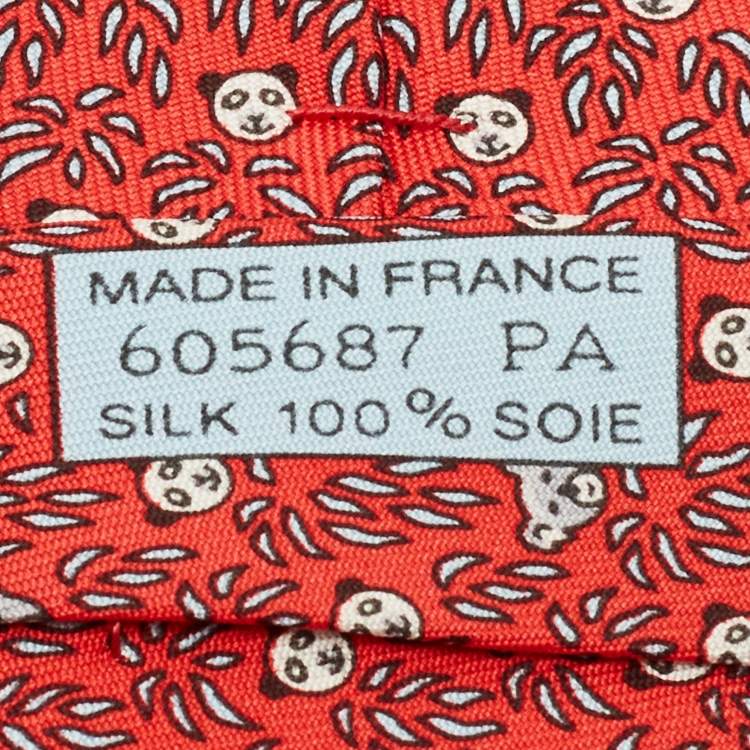 MADE IN FRANCE
605687 PA
SILK 100% SOIE